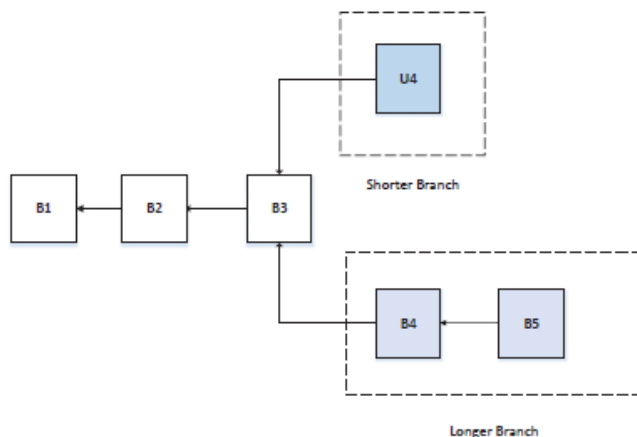 U4
Shorter Branch
B1 B2 B3
B4 B5
Longer Branch